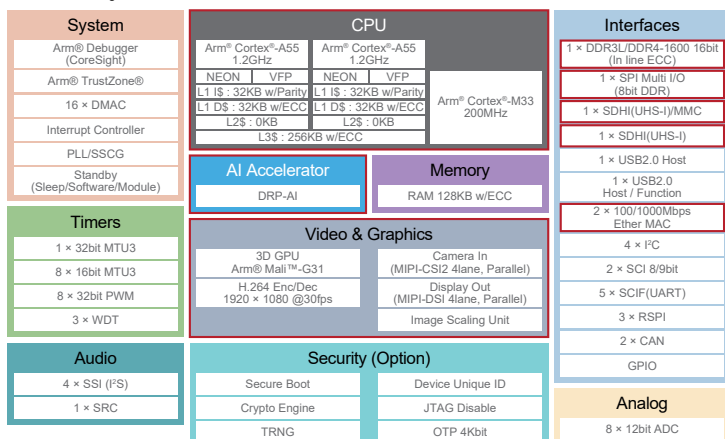 System
Arm® Debugger
(CoreSight)
Arm® TrustZone®
16 × DMAC
Interrupt Controller
PLL/SSCG
Standby
(Sleep/Software/Module)
Timers
1 × 32bit MTU3
8 × 16bit MTU3
8 × 32bit PWM
3 × WDT
Audio
4 × SSI (I²S)
1 × SRC
CPU
Arm® Cortex®-A55
1.2GHz
NEON VFP
L1 I$ : 32KB w/Parity
L1 D$ : 32KB w/ECC
L2$ : 0KB
Arm® Cortex®-A55
1.2GHz
NEON VFP
L1 I$ : 32KB w/Parity
L1 D$ : 32KB w/ECC
L2$ : 0KB
L3$ : 256KB w/ECC
Arm® Cortex®-M33
200MHz
AI Accelerator
DRP-AI
Memory
RAM 128KB w/ECC
Video & Graphics
3D GPU
Arm® Mali™-G31
H.264 Enc/Dec
1920 × 1080 @30fps
Camera In
(MIPI-CSI2 4lane, Parallel)
Display Out
(MIPI-DSI 4lane, Parallel)
Image Scaling Unit
Security (Option)
Secure Boot
Crypto Engine
TRNG
Device Unique ID
JTAG Disable
OTP 4Kbit
Interfaces
1 × DDR3L/DDR4-1600 16bit
(In line ECC)
1 × SPI Multi I/O
(8bit DDR)
1 × SDHI(UHS-I)/MMC
1 × SDHI(UHS-I)
1 × USB2.0 Host
1 × USB2.0
Host / Function
2 × 100/1000Mbps
Ether MAC
4 × I²C
2 × SCI 8/9bit
5 × SCIF(UART)
3 × RSPI
2 × CAN
GPIO
Analog
8 × 12bit ADC